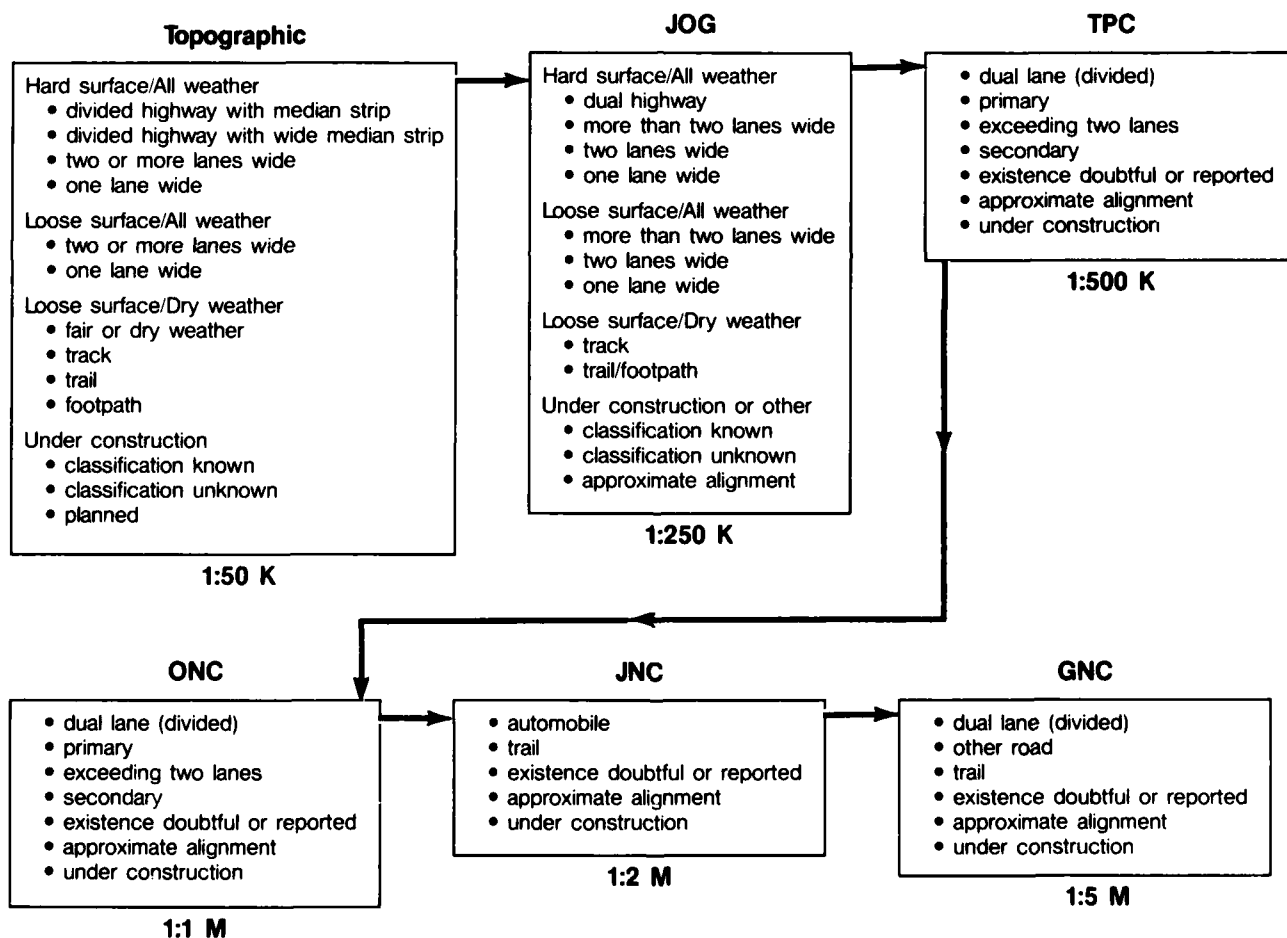 Topographic
Hard surface/All weather
• divided highway with median strip
• divided highway with wide median strip
• two or more lanes wide
• one lane wide
Loose surface/All weather
• two or more lanes wide
• one lane wide
Loose surface/Dry weather
• fair or dry weather
• track
• trail
• footpath
Under construction
• classification known
• classification unknown
• planned
1:50 K
JOG
Hard surface/All weather
• dual highway
• more than two lanes wide
• two lanes wide
• one lane wide
Loose surface/All weather
• more than two lanes wide
• two lanes wide
• one lane wide
Loose surface/Dry weather
• track
• trail/footpath
Under construction or other
• classification known
• classification unknown
• approximate alignment
1:250 K
TPC
• dual lane (divided)
• primary
• exceeding two lanes
• secondary
• existence doubtful or reported
• approximate alignment
• under construction
1:500 K
ONC
• dual lane (divided)
• primary
• exceeding two lanes
• secondary
• existence doubtful or reported
• approximate alignment
• under construction
1:1 M
JNC
• automobile
• trail
• existence doubtful or reported
• approximate alignment
• under construction
1:2 M
GNC
• dual lane (divided)
• other road
• trail
• existence doubtful or reported
• approximate alignment
• under construction
1:5 M